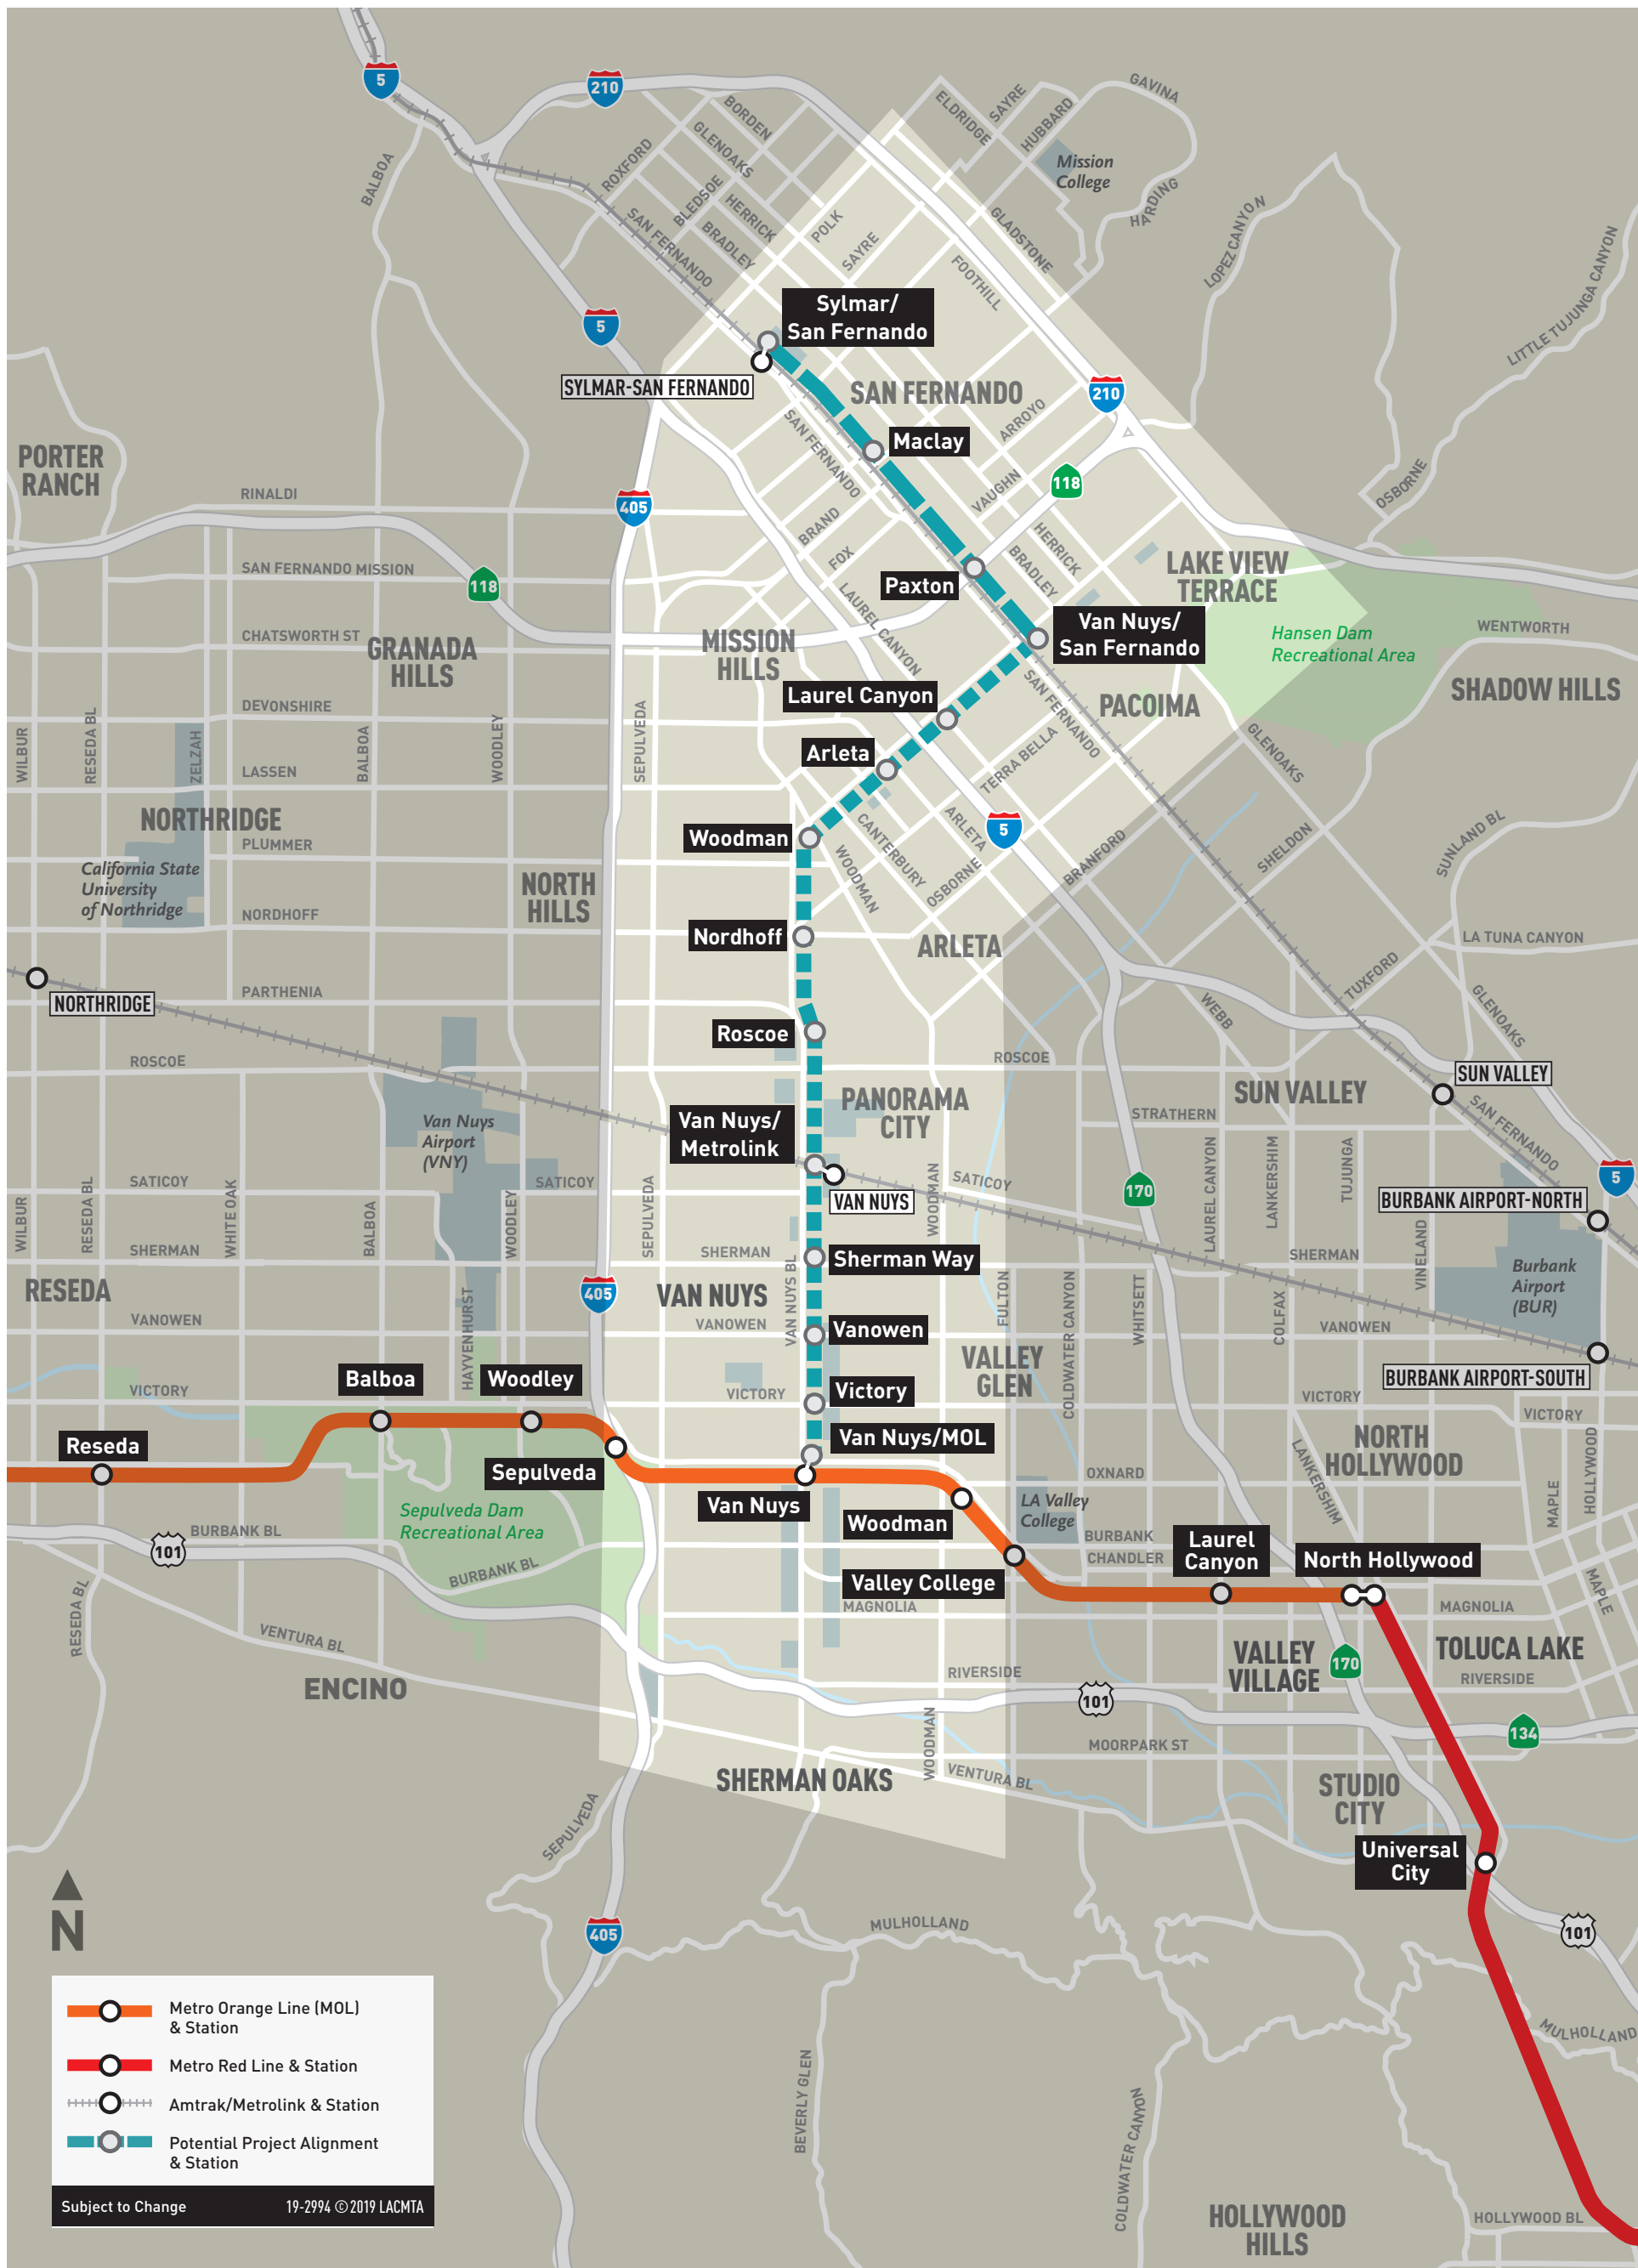 5
210
BORDEN
GLENOAKS
ROXFORD
BLEDSOE
HERRICK
BRADLEY
SAN FERNANDO
BALBOA
POLK
SAYRE
ELDRIDGE
SAYRE
HUBBARD
GAVINA
Mission
College
HARDING
GLADSTONE
FOOTHILL
LOPEZ CANYON
LITTLE TUJUNGA CANYON
5
Sylmar/
San Fernando
SYLMAR-SAN FERNANDO
SAN FERNANDO
210
ARROYO
Maclay
SAN FERNANDO
PORTER
RANCH
RINALDI
405
118
VAUGHN
OSBORNE
BRAND
FOX
HERRICK
BRADLEY
LAKE VIEW
TERRACE
SAN FERNANDO MISSION
118
Paxton
LAUREL CANYON
CHATSWORTH ST
GRANADA
HILLS
MISSION
HILLS
Van Nuys/
San Fernando
Hansen Dam
Recreational Area
WENTWORTH
SHADOW HILLS
Laurel Canyon
SAN FERNANDO
PACOIMA
DEVONSHIRE
WILBUR
RESEDA BL
ZELZAH
BALBOA
WOODLEY
SEPULVEDA
LASSEN
Arleta
TERRA BELLA
GLENOAKS
NORTHRIDGE
PLUMMER
Woodman
CANTERBURY
ARLETA
5
WOODMAN
OSBORNE
BRANFORD
SHELDON
SUNLAND BL
California State
University
of Northridge
NORTH
HILLS
NORDHOFF
Nordhoff
ARLETA
LA TUNA CANYON
NORTHRIDGE
PARTHENIA
TUXFORD
WEBB
GLENOAKS
Roscoe
ROSCOE
ROSCOE
SUN VALLEY
SUN VALLEY
SAN FERNANDO
Van Nuys
Airport
(VNY)
Van Nuys/
Metrolink
PANORAMA
CITY
STRATHERN
LAUREL CANYON
LANKERSHIM
TUJUNGA
SATICOY
SATICOY
VAN NUYS
WOODMAN
SATICOY
170
BURBANK AIRPORT-NORTH
5
WILBUR
RESEDA BL
WHITE OAK
BALBOA
WOODLEY
SEPULVEDA
SHERMAN
SHERMAN
Sherman Way
SHERMAN
VINELAND
Burbank
Airport
(BUR)
RESEDA
405
VAN NUYS
VAN NUYS BL
FULTON
COLDWATER CANYON
WHITSETT
COLFAX
VANOWEN
HAYVENHURST
VANOWEN
Vanowen
VANOWEN
VALLEY
GLEN
BURBANK AIRPORT-SOUTH
Balboa
Woodley
VICTORY
VICTORY
Victory
VICTORY
VICTORY
Reseda
Sepulveda
Van Nuys/MOL
NORTH
HOLLYWOOD
LANKERSHIM
OXNARD
MAPLE
HOLLYWOOD
Van Nuys
Woodman
LA Valley
College
Sepulveda Dam
Recreational Area
101
BURBANK BL
BURBANK BL
BURBANK
CHANDLER
Laurel
Canyon
North Hollywood
MAPLE
Valley College
MAGNOLIA
MAGNOLIA
RESEDA BL
VENTURA BL
ENCINO
VALLEY
VILLAGE
170
TOLUCA LAKE
RIVERSIDE
RIVERSIDE
101
134
WOODMAN
MOORPARK ST
SHERMAN OAKS
VENTURA BL
STUDIO
CITY
SEPULVEDA
Universal
City
N
405
MULHOLLAND
101
MULHOLLAND
BEVERLY GLEN
COLDWATER CANYON
HOLLYWOOD
HILLS
HOLLYWOOD BL
Metro Orange Line (MOL)
& Station
Metro Red Line & Station
Amtrak/Metrolink & Station
Potential Project Alignment
& Station
Subject to Change
19-2994 ©2019 LACMTA